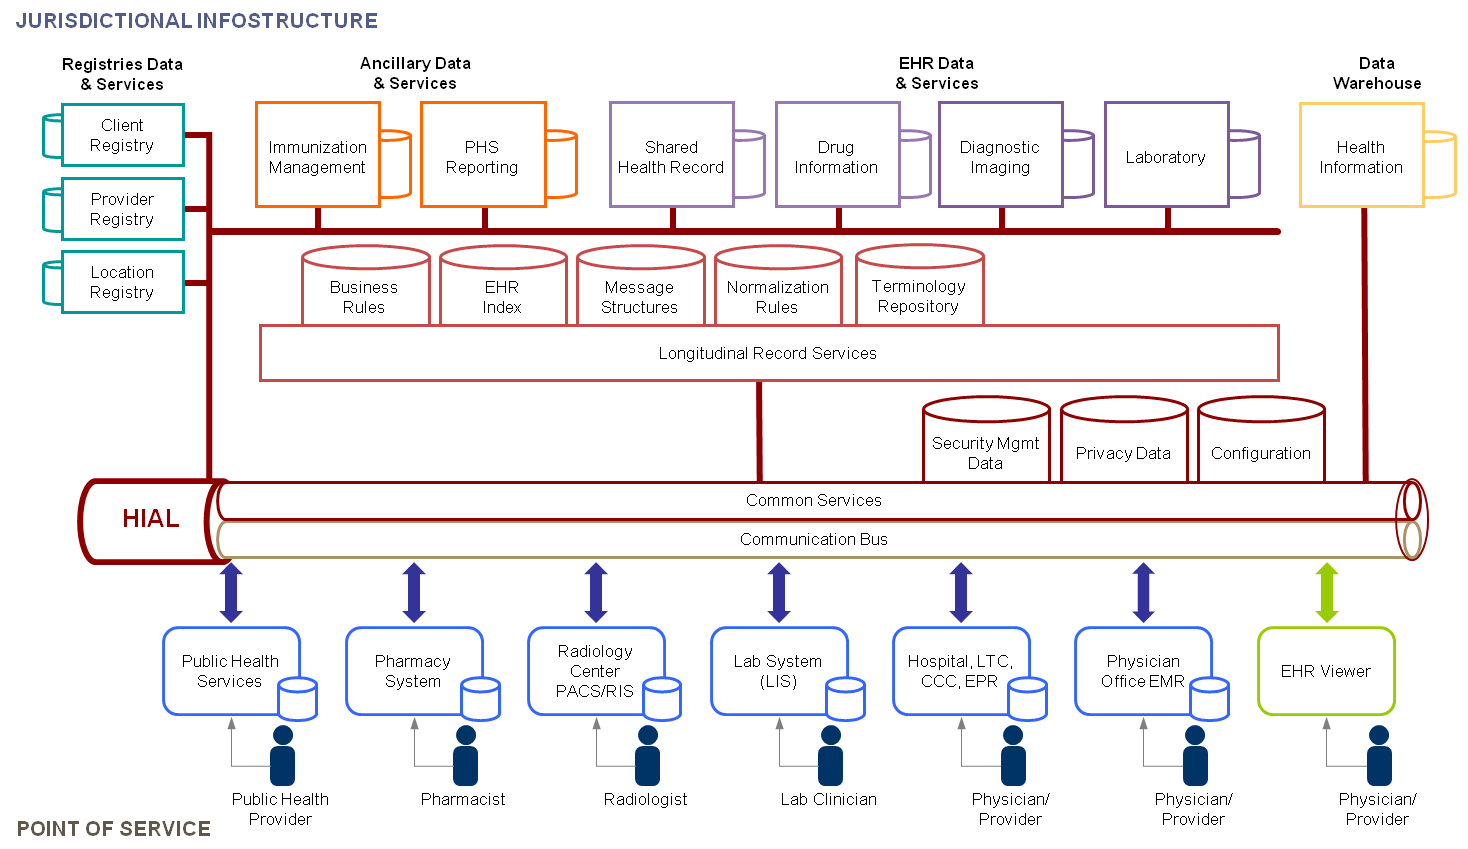 JURISDICTIONAL INFOSTRUCTURE
Registries Data
& Services
Ancillary Data
& Services
EHR Data
& Services
Data
Warehouse
Client
Registry
Provider
Registry
Location
Registry
Immunization
Management
PHS
Reporting
Shared
Health Record
Drug
Information
Diagnostic
Imaging
Laboratory
Health
Information
Business
Rules
EHR
Index
Message
Structures
Normalization
Rules
Terminology
Repository
Longitudinal Record Services
Security Mgmt
Data
Privacy Data
Configuration
HIAL
Common Services
Communication Bus
Public Health
Services
Pharmacy
System
Radiology
Center
PACS/RIS
Lab System
(LIS)
Hospital, LTC,
CCC, EPR
Physician
Office EMR
EHR Viewer
Public Health
Provider
Pharmacist
Radiologist
Lab Clinician
Physician/
Provider
Physician/
Provider
Physician/
Provider
POINT OF SERVICE